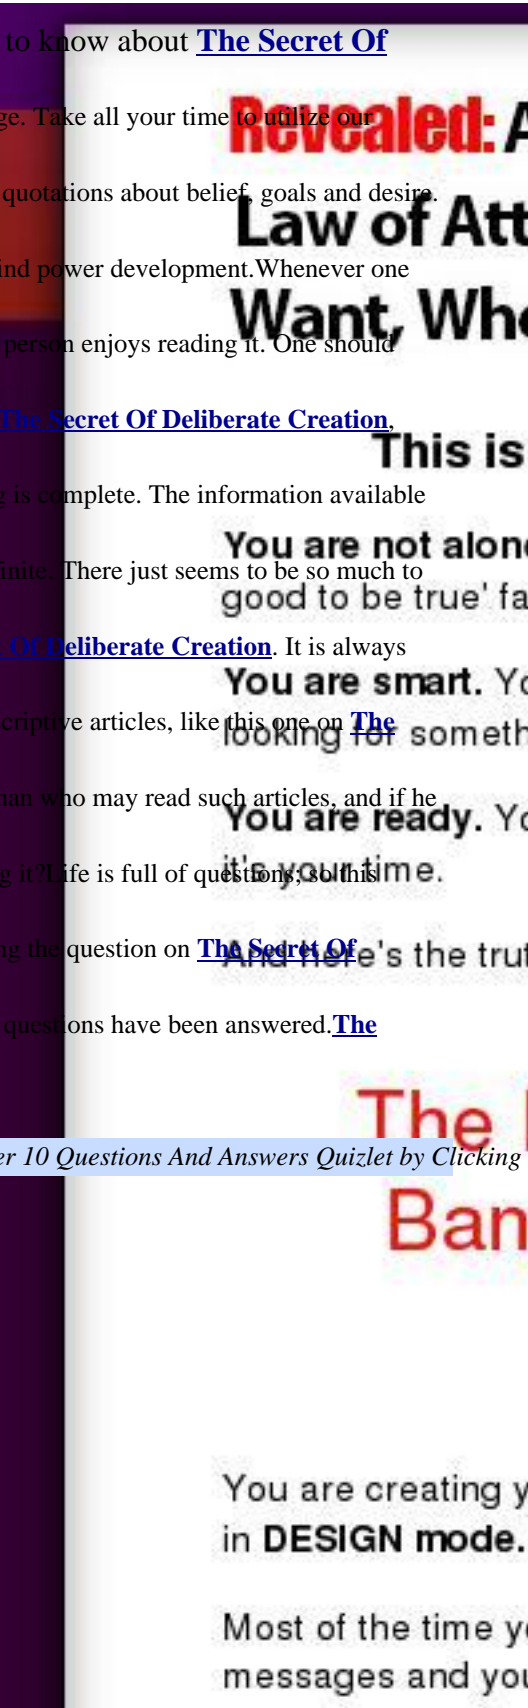 to know about The Secret Of
ge. Take all your time to utilize our
Revealed: A
quotations about belief, goals and desire.
Law of Att
ind power development.Whenever one
Want, Who
person enjoys reading it. One should
The Secret Of Deliberate Creation,
This is
g is complete. The information available
You are not alone
finite. There just seems to be so much to
good to be true' fa
t Of Deliberate Creation. It is always
You are smart. Yo
scriptive articles, like this one on The
looking for someth
man who may read such articles, and if he
You are ready. Yo
g it?Life is full of questions; so this
it's your time.
ng the question on The Secret Of
And here's the trut
questions have been answered.The
The
er 10 Questions And Answers Quizlet by Clicking
Ban
You are creating y
in DESIGN mode.
Most of the time yo
messages and you